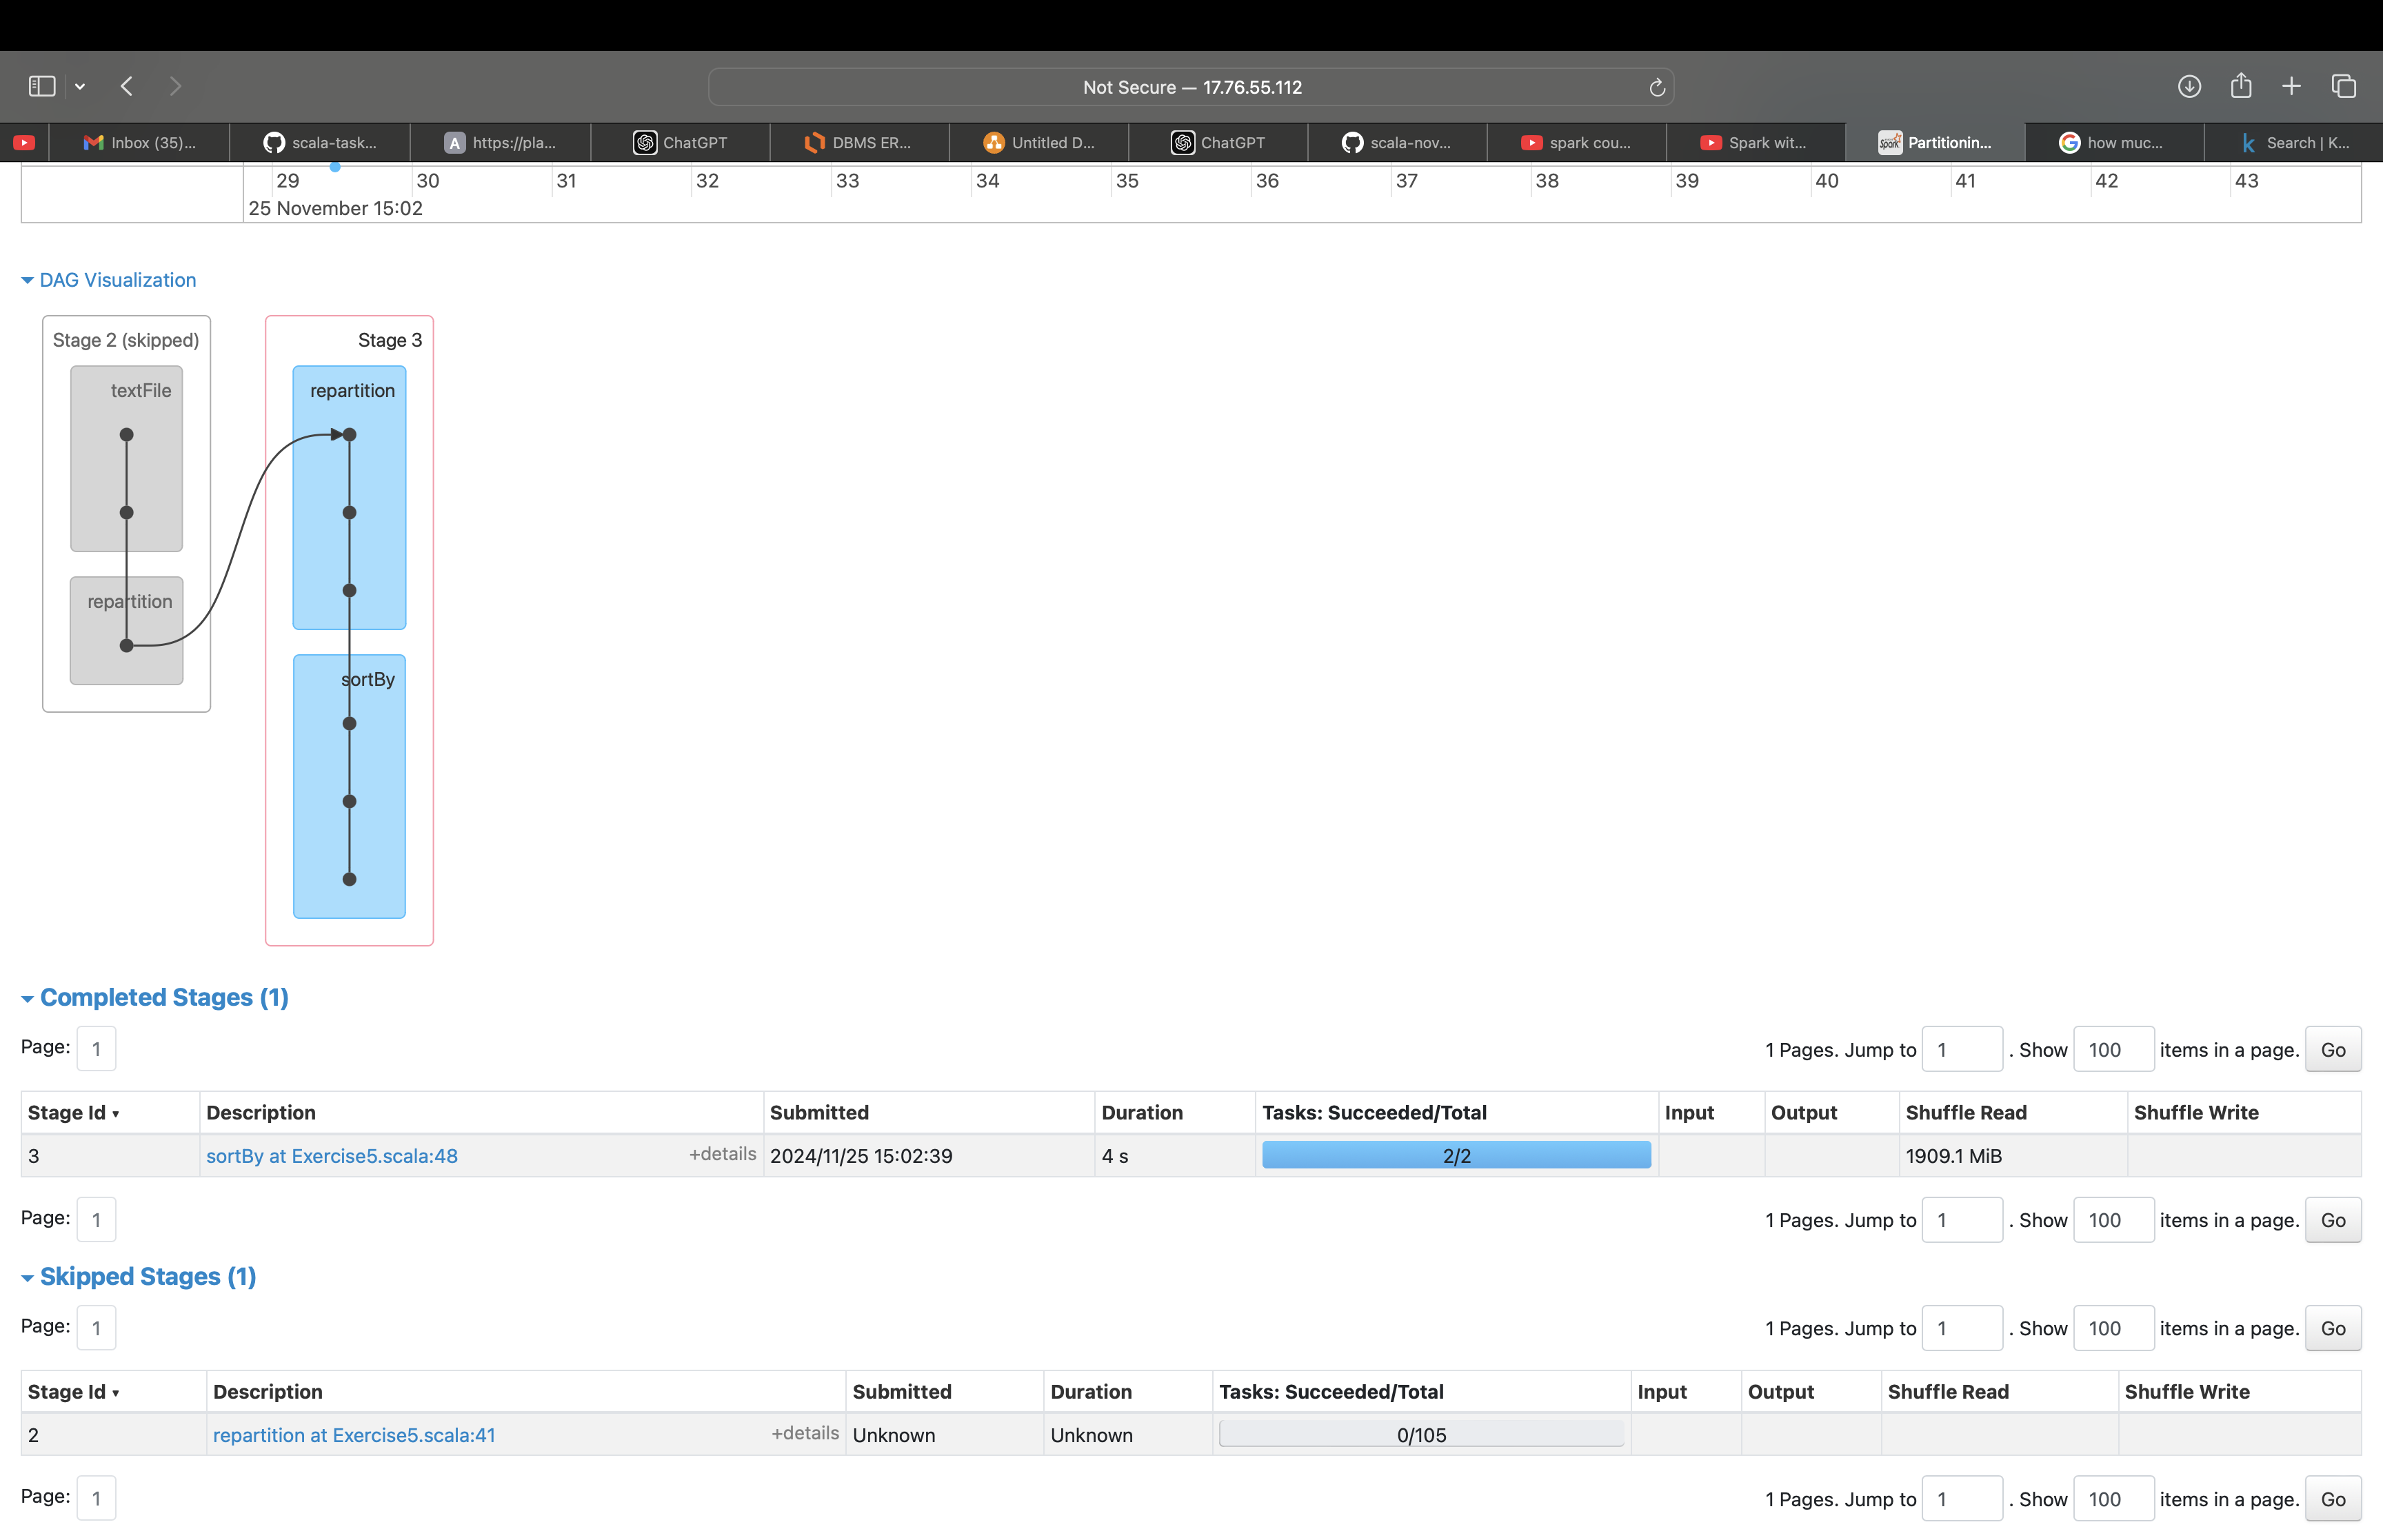 Not Secure — 17.76.55.112
Inbox (35)... scala-task... https://pla... ChatGPT DBMS ER... Untitled D... ChatGPT scala-nov... spark cou... Spark wit... Partitionin... how muc... Search | K...
29 30 31 32 33 34 35 36 37 38 39 40 41 42 43
25 November 15:02
DAG Visualization
Stage 2 (skipped) Stage 3
textFile repartition
repartition
sortBy
Completed Stages (1)
Page: 1 1 Pages. Jump to 1 . Show 100 items in a page. Go
Stage Id ▾ Description Submitted Duration Tasks: Succeeded/Total Input Output Shuffle Read Shuffle Write
3 sortBy at Exercise5.scala:48 +details 2024/11/25 15:02:39 4 s 2/2 1909.1 MiB
Page: 1 1 Pages. Jump to 1 . Show 100 items in a page. Go
Skipped Stages (1)
Page: 1 1 Pages. Jump to 1 . Show 100 items in a page. Go
Stage Id ▾ Description Submitted Duration Tasks: Succeeded/Total Input Output Shuffle Read Shuffle Write
2 repartition at Exercise5.scala:41 +details Unknown Unknown 0/105
Page: 1 1 Pages. Jump to 1 . Show 100 items in a page. Go